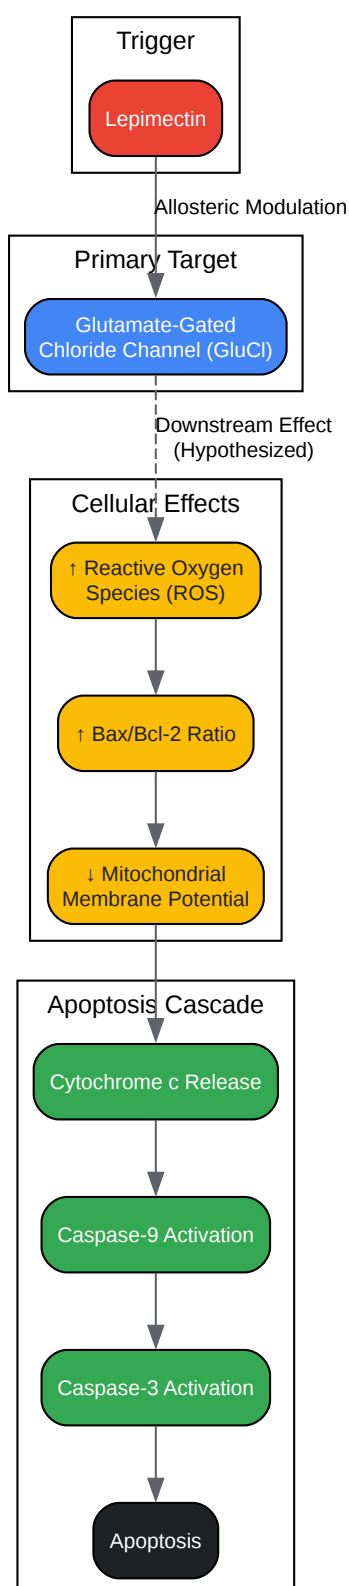 Trigger
Lepimectin
Allosteric Modulation
Primary Target
Glutamate-Gated
Chloride Channel (GluCl)
Downstream Effect
(Hypothesized)
Cellular Effects
↑ Reactive Oxygen
Species (ROS)
↑ Bax/Bcl-2 Ratio
↓ Mitochondrial
Membrane Potential
Apoptosis Cascade
Cytochrome c Release
Caspase-9 Activation
Caspase-3 Activation
Apoptosis